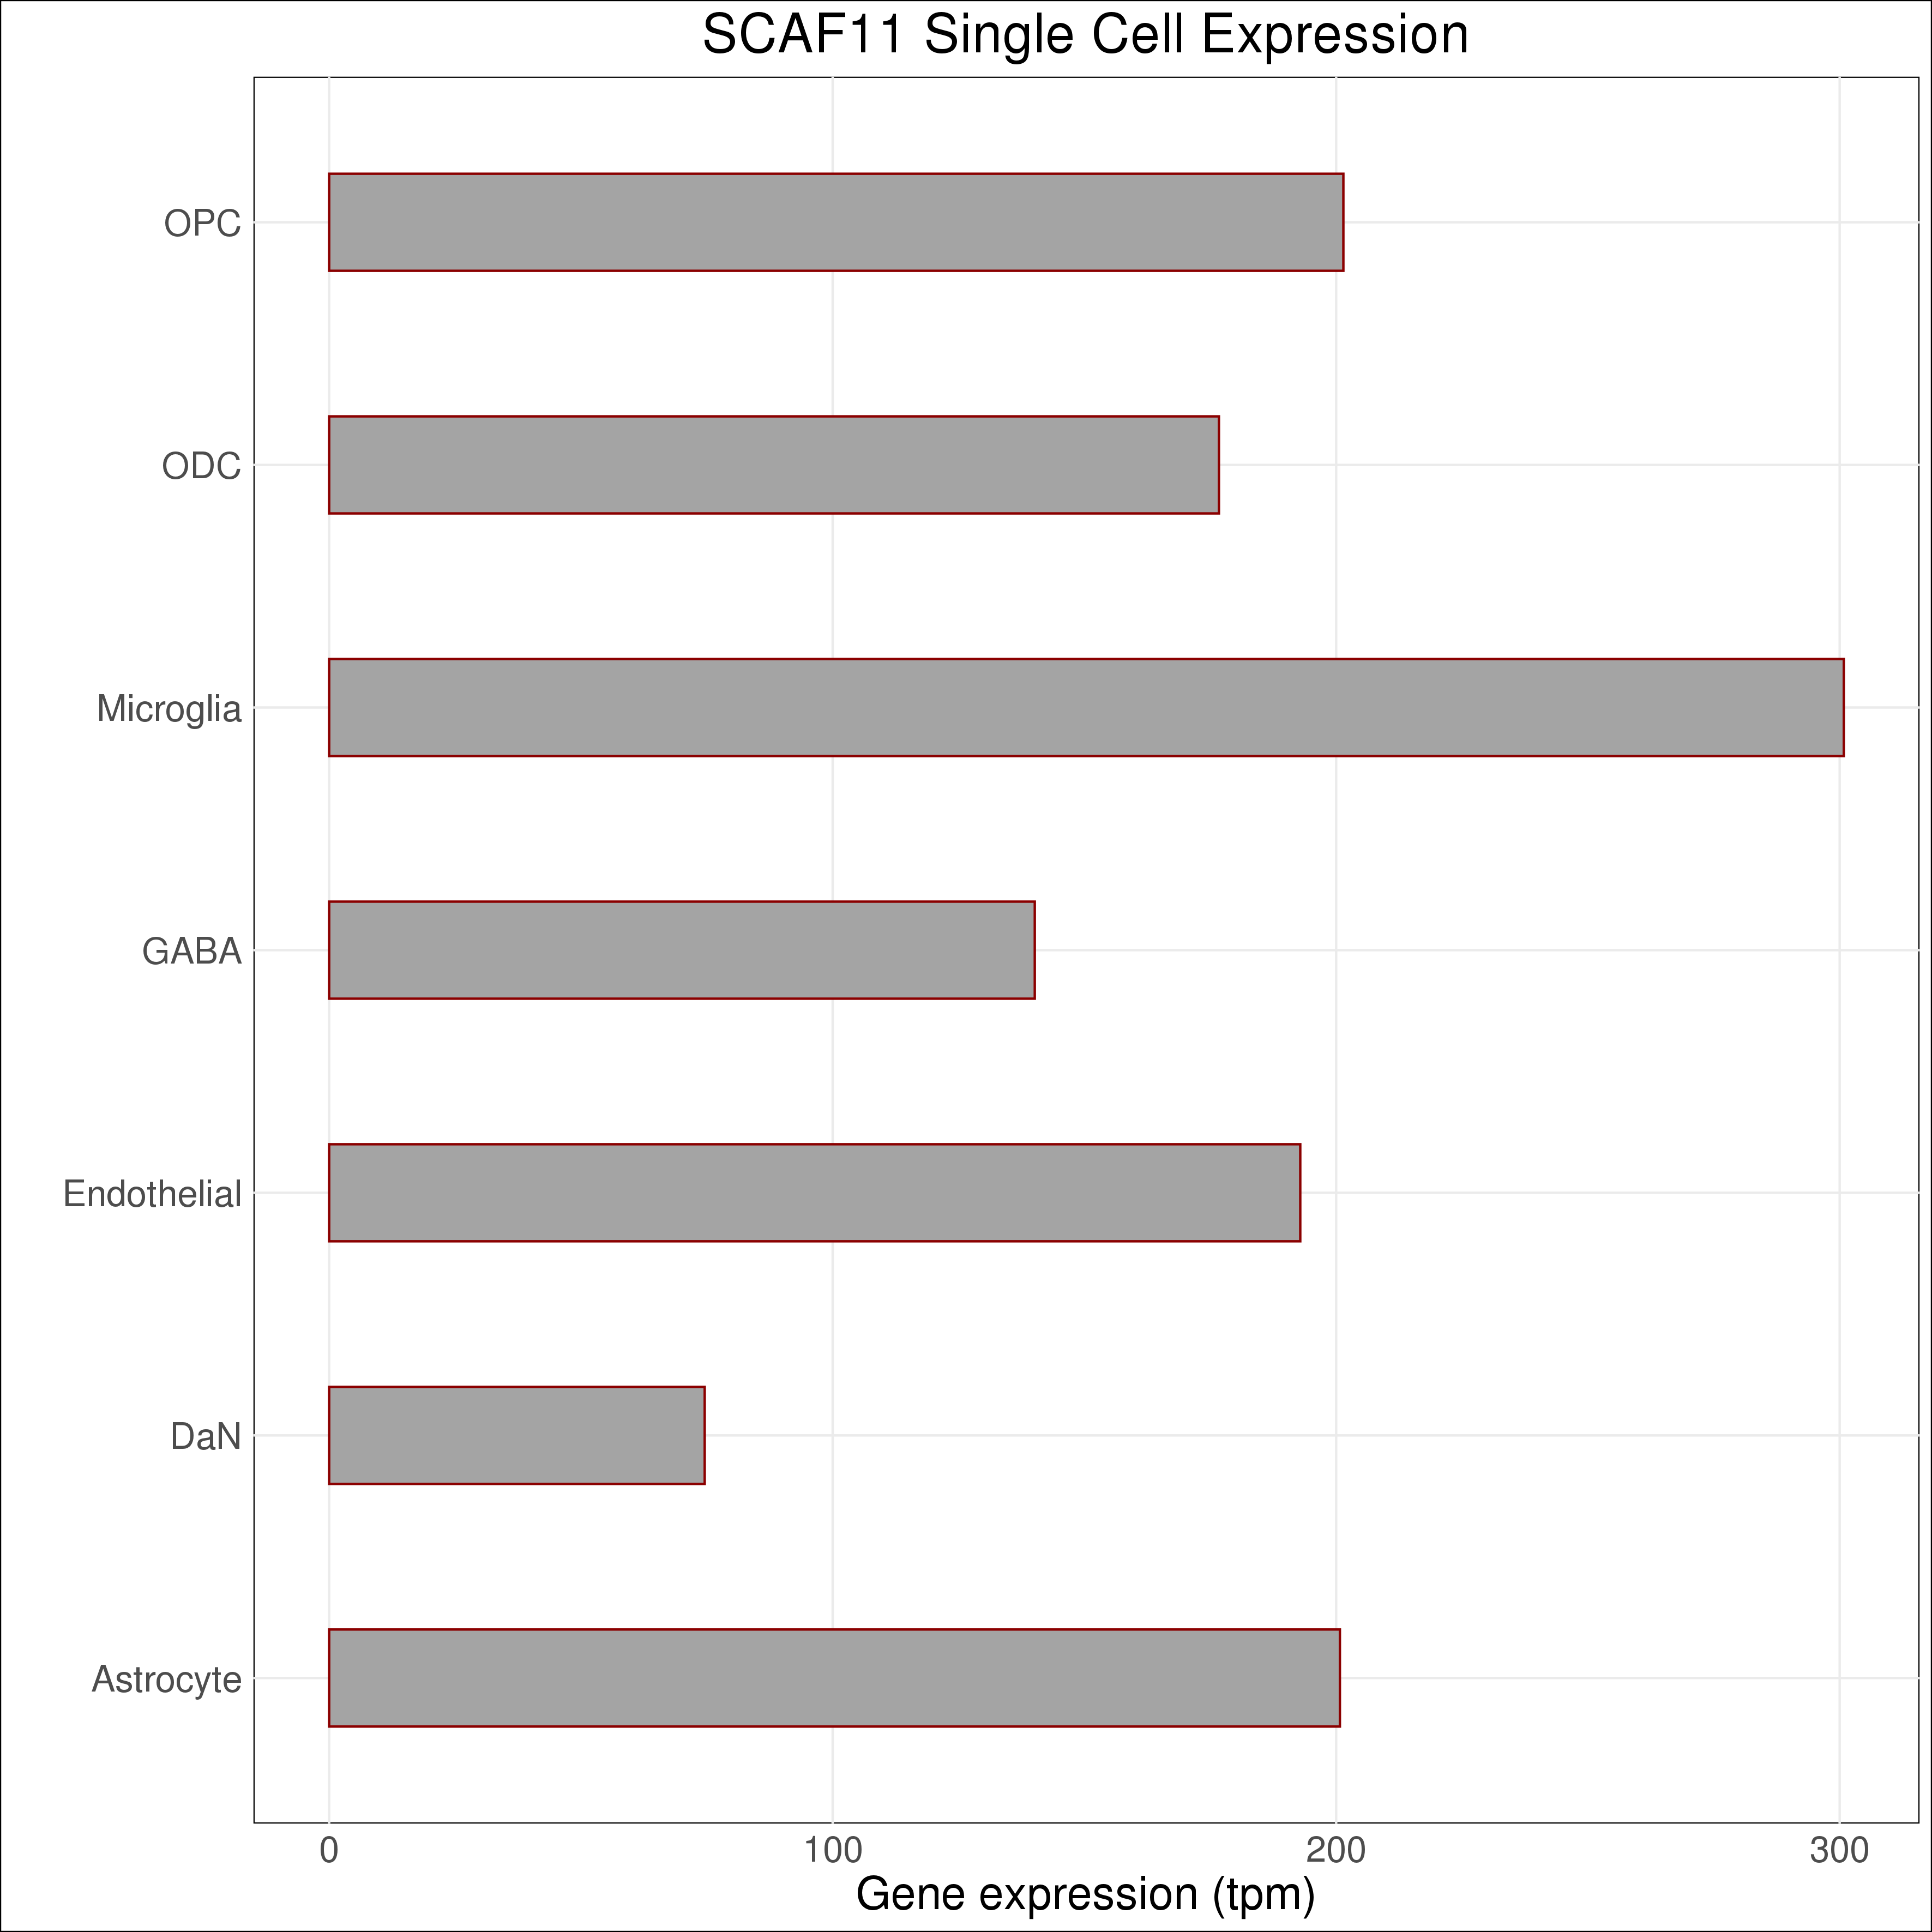 SCAF11 Single Cell Expression
OPC
ODC
Microglia
GABA
Endothelial
DaN
Astrocyte
0 100 200 300
Gene expression (tpm)